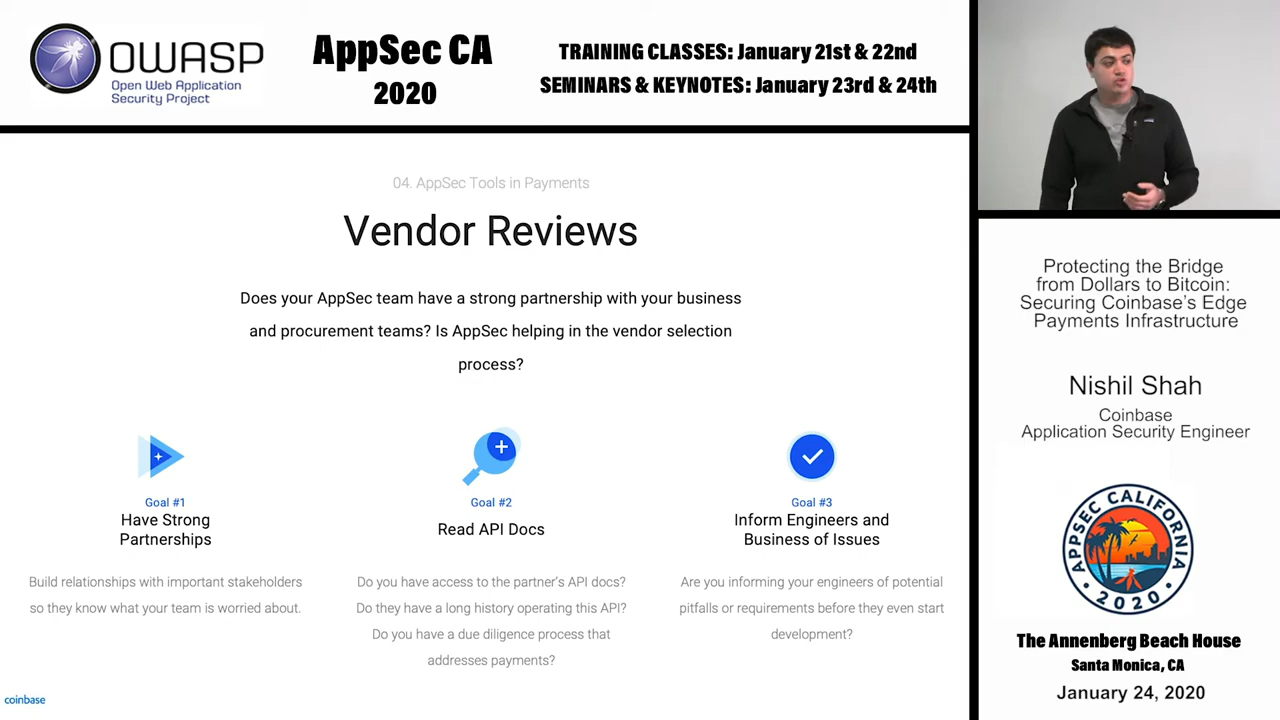 OWASP
Open Web Application
Security Project
AppSec CA
2020
TRAINING CLASSES: January 21st & 22nd
SEMINARS & KEYNOTES: January 23rd & 24th
04. AppSec Tools in Payments
Vendor Reviews
Does your AppSec team have a strong partnership with your business
and procurement teams? Is AppSec helping in the vendor selection
process?
Goal #1
Have Strong
Partnerships
Build relationships with important stakeholders
so they know what your team is worried about.
Goal #2
Read API Docs
Do you have access to the partner's API docs?
Do they have a long history operating this API?
Do you have a due diligence process that
addresses payments?
Goal #3
Inform Engineers and
Business of Issues
Are you informing your engineers of potential
pitfalls or requirements before they even start
development?
coinbase
Protecting the Bridge
from Dollars to Bitcoin:
Securing Coinbase's Edge
Payments Infrastructure
Nishil Shah
Coinbase
Application Security Engineer
APPSEC CALIFORNIA
• 2020 •
The Annenberg Beach House
Santa Monica, CA
January 24, 2020